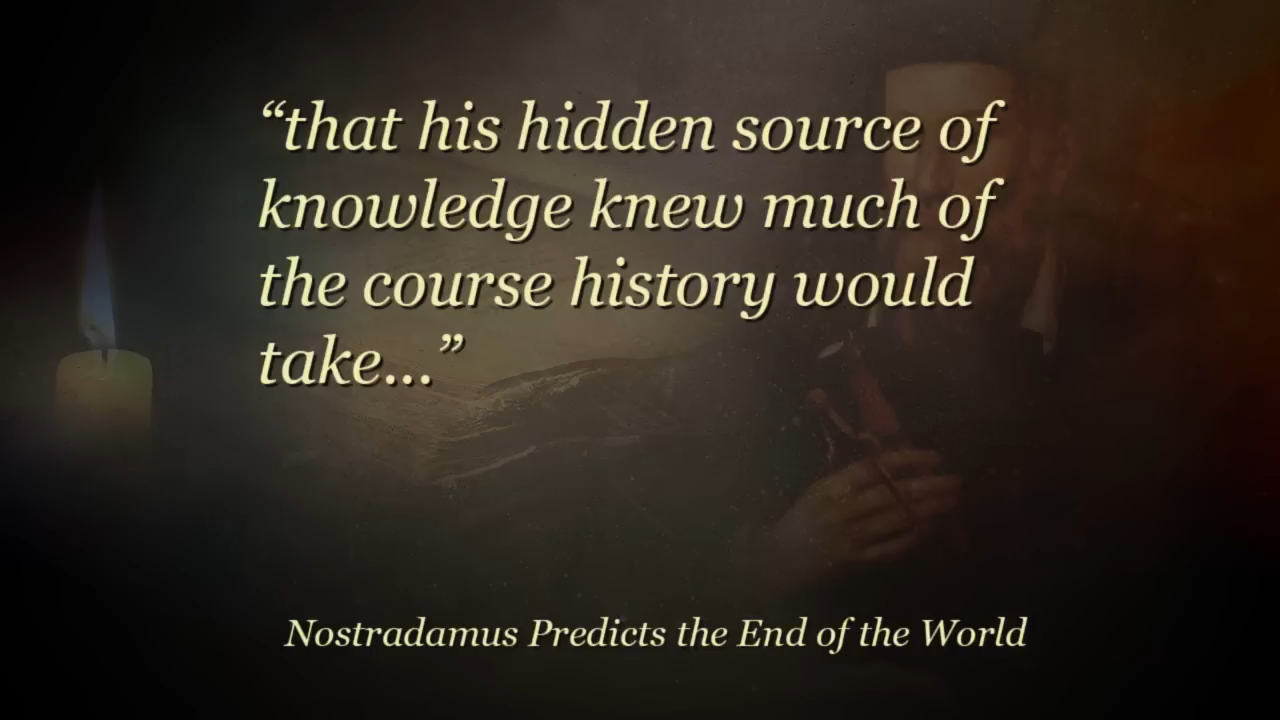 “that his hidden source of
knowledge knew much of
the course history would
take...”
Nostradamus Predicts the End of the World